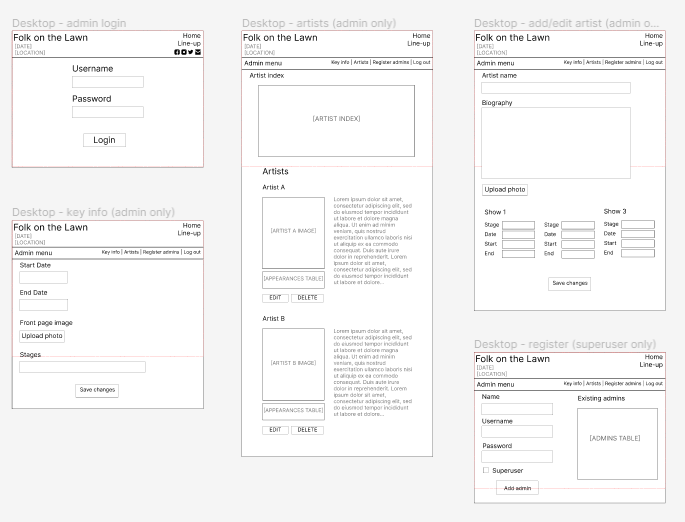 Desktop - admin login
Folk on the Lawn
[DATE]
[LOCATION]
Home
Line-up
Username
Password
Login
Desktop - key info (admin only)
Folk on the Lawn
[DATE]
[LOCATION]
Home
Line-up
Admin menu
Key info | Artists | Register admins | Log out
Start Date
End Date
Front page image
Upload photo
Stages
Save changes
Desktop - artists (admin only)
Folk on the Lawn
[DATE]
[LOCATION]
Home
Line-up
Admin menu
Key info | Artists | Register admins | Log out
Artist index
[ARTIST INDEX]
Artists
Artist A
[ARTIST A IMAGE]
[APPEARANCES TABLE]
EDIT
DELETE
Lorem ipsum dolor sit amet,
consectetur adipiscing elit, sed
do eiusmod tempor incididunt
ut labore et dolore magna
aliqua. Ut enim ad minim
veniam, quis nostrud
exercitation ullamco laboris nisi
ut aliquip ex ea commodo
consequat. Duis aute irure
dolor in reprehenderit. Lorem
ipsum dolor sit amet,
consectetur adipiscing elit, sed
do eiusmod tempor incididunt
ut labore et dolore...
Artist B
[ARTIST B IMAGE]
[APPEARANCES TABLE]
EDIT
DELETE
Lorem ipsum dolor sit amet,
consectetur adipiscing elit, sed
do eiusmod tempor incididunt
ut labore et dolore magna
aliqua. Ut enim ad minim
veniam, quis nostrud
exercitation ullamco laboris nisi
ut aliquip ex ea commodo
consequat. Duis aute irure
dolor in reprehenderit. Lorem
ipsum dolor sit amet,
consectetur adipiscing elit, sed
do eiusmod tempor incididunt
ut labore et dolore...
Desktop - add/edit artist (admin o...
Folk on the Lawn
[DATE]
[LOCATION]
Home
Line-up
Admin menu
Key info | Artists | Register admins | Log out
Artist name
Biography
Upload photo
Show 1
Stage
Date
Start
End
Stage
Date
Start
End
Show 3
Stage
Date
Start
End
Save changes
Desktop - register (superuser only)
Folk on the Lawn
[DATE]
[LOCATION]
Home
Line-up
Admin menu
Key info | Artists | Register admins | Log out
Name
Username
Password
Superuser
Add admin
Existing admins
[ADMINS TABLE]